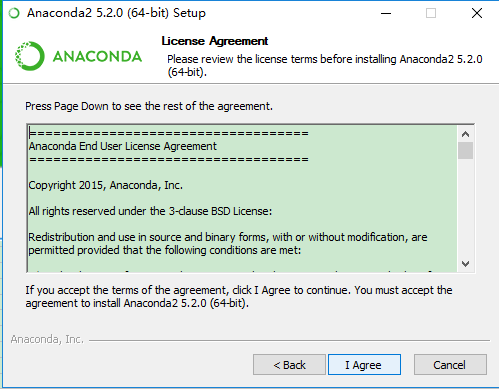 Anaconda2 5.2.0 (64-bit) Setup
License Agreement
Please review the license terms before installing Anaconda2 5.2.0
(64-bit).
ANACONDA
Press Page Down to see the rest of the agreement.
===================================
Anaconda End User License Agreement
===================================
Copyright 2015, Anaconda, Inc.
All rights reserved under the 3-clause BSD License:
Redistribution and use in source and binary forms, with or without modification, are
permitted provided that the following conditions are met:
If you accept the terms of the agreement, click I Agree to continue. You must accept the
agreement to install Anaconda2 5.2.0 (64-bit).
Anaconda, Inc.
< Back
I Agree
Cancel